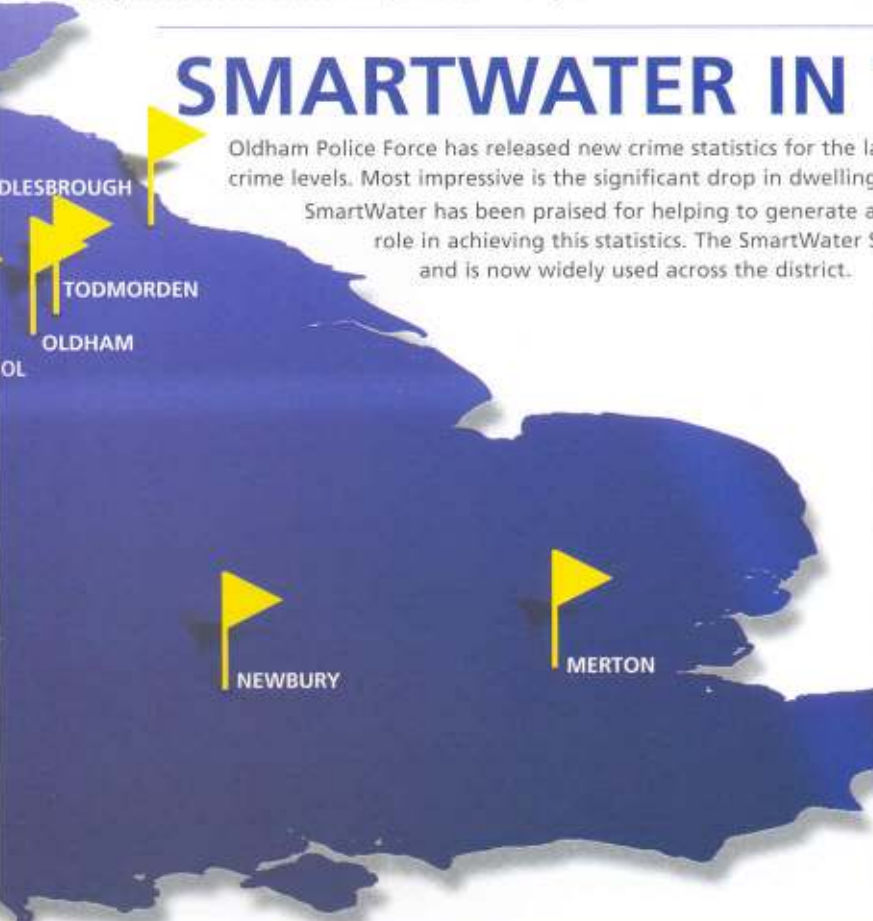 SMARTWATER IN
Oldham Police Force has released new crime statistics for the la
crime levels. Most impressive is the significant drop in dwelling
SmartWater has been praised for helping to generate a
role in achieving this statistics. The SmartWater S
and is now widely used across the district.
DLESBROUGH
TODMORDEN
OLDHAM
OL
NEWBURY
MERTON